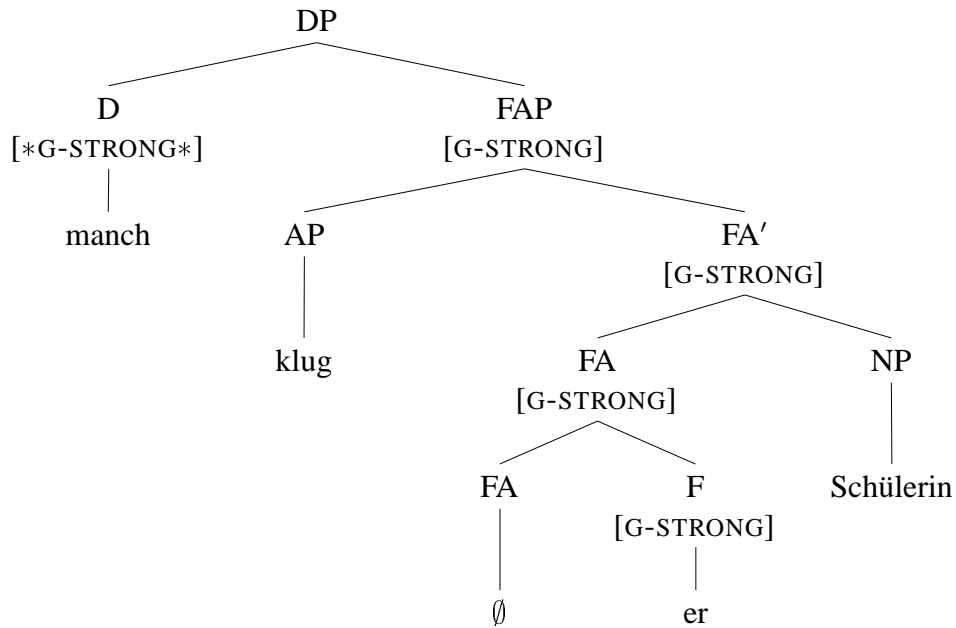 DP
D FAP
[∗G-STRONG∗] [G-STRONG]
manch AP FA′
[G-STRONG]
klug FA NP
[G-STRONG]
FA F Schülerin
[G-STRONG]
∅ er